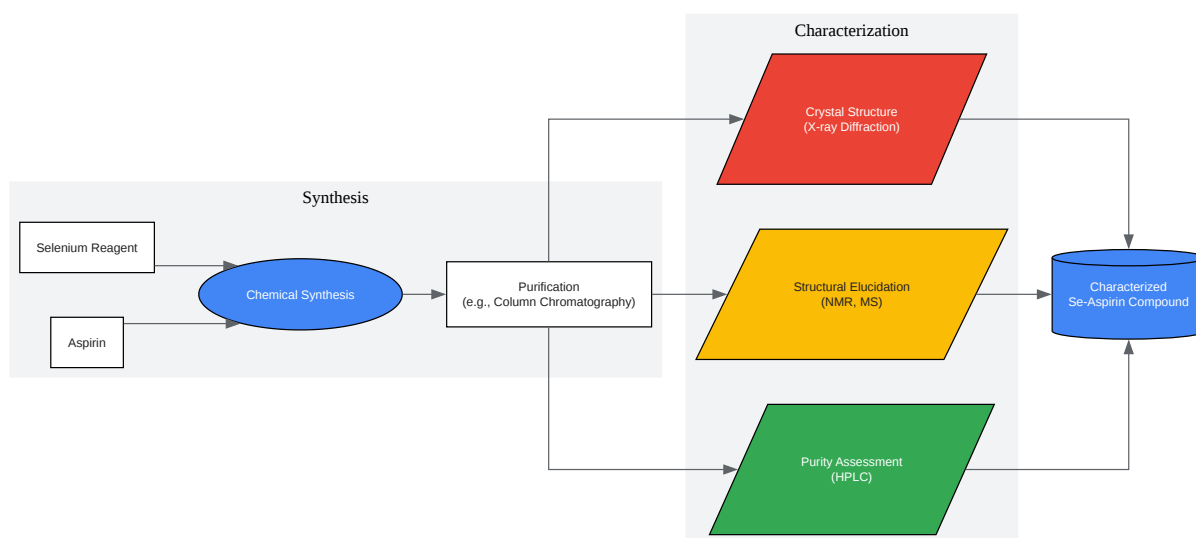 Synthesis
Selenium Reagent
Aspirin
Chemical Synthesis
Purification
(e.g., Column Chromatography)
Characterization
Crystal Structure
(X-ray Diffraction)
Structural Elucidation
(NMR, MS)
Purity Assessment
(HPLC)
Characterized
Se-Aspirin Compound